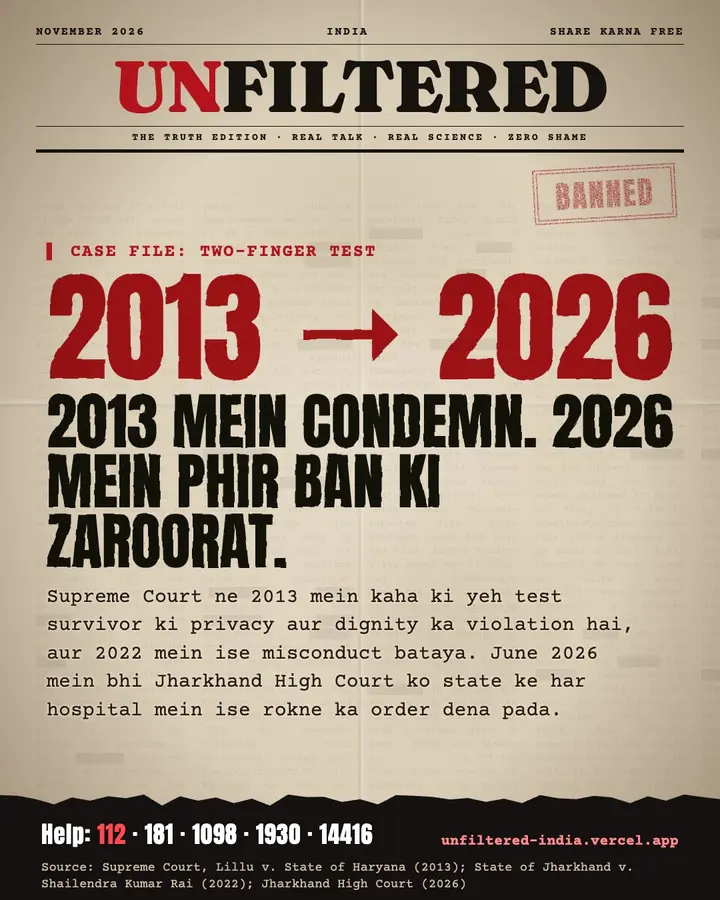 NOVEMBER 2026 INDIA SHARE KARNA FREE
UNFILTERED
THE TRUTH EDITION · REAL TALK · REAL SCIENCE · ZERO SHAME
BANNED
CASE FILE: TWO-FINGER TEST
2013 → 2026
2013 MEIN CONDEMN. 2026
MEIN PHIR BAN KI
ZAROORAT.
Supreme Court ne 2013 mein kaha ki yeh test
survivor ki privacy aur dignity ka violation hai,
aur 2022 mein ise misconduct bataya. June 2026
mein bhi Jharkhand High Court ko state ke har
hospital mein ise rokne ka order dena pada.
Help: 112 · 181 · 1098 · 1930 · 14416
unfiltered-india.vercel.app
Source: Supreme Court, Lillu v. State of Haryana (2013); State of Jharkhand v.
Shailendra Kumar Rai (2022); Jharkhand High Court (2026)